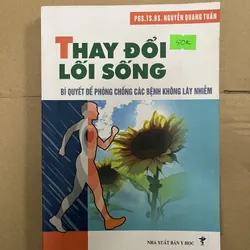 PGS.TS.BS. NGUYỄN QUANG TUẤN
THAY ĐỔI
50K
LỐI SỐNG
BÍ QUYẾT ĐỂ PHÒNG CHỐNG CÁC BỆNH KHÔNG LÂY NHIỄM
NHÀ XUẤT BẢN Y HỌC